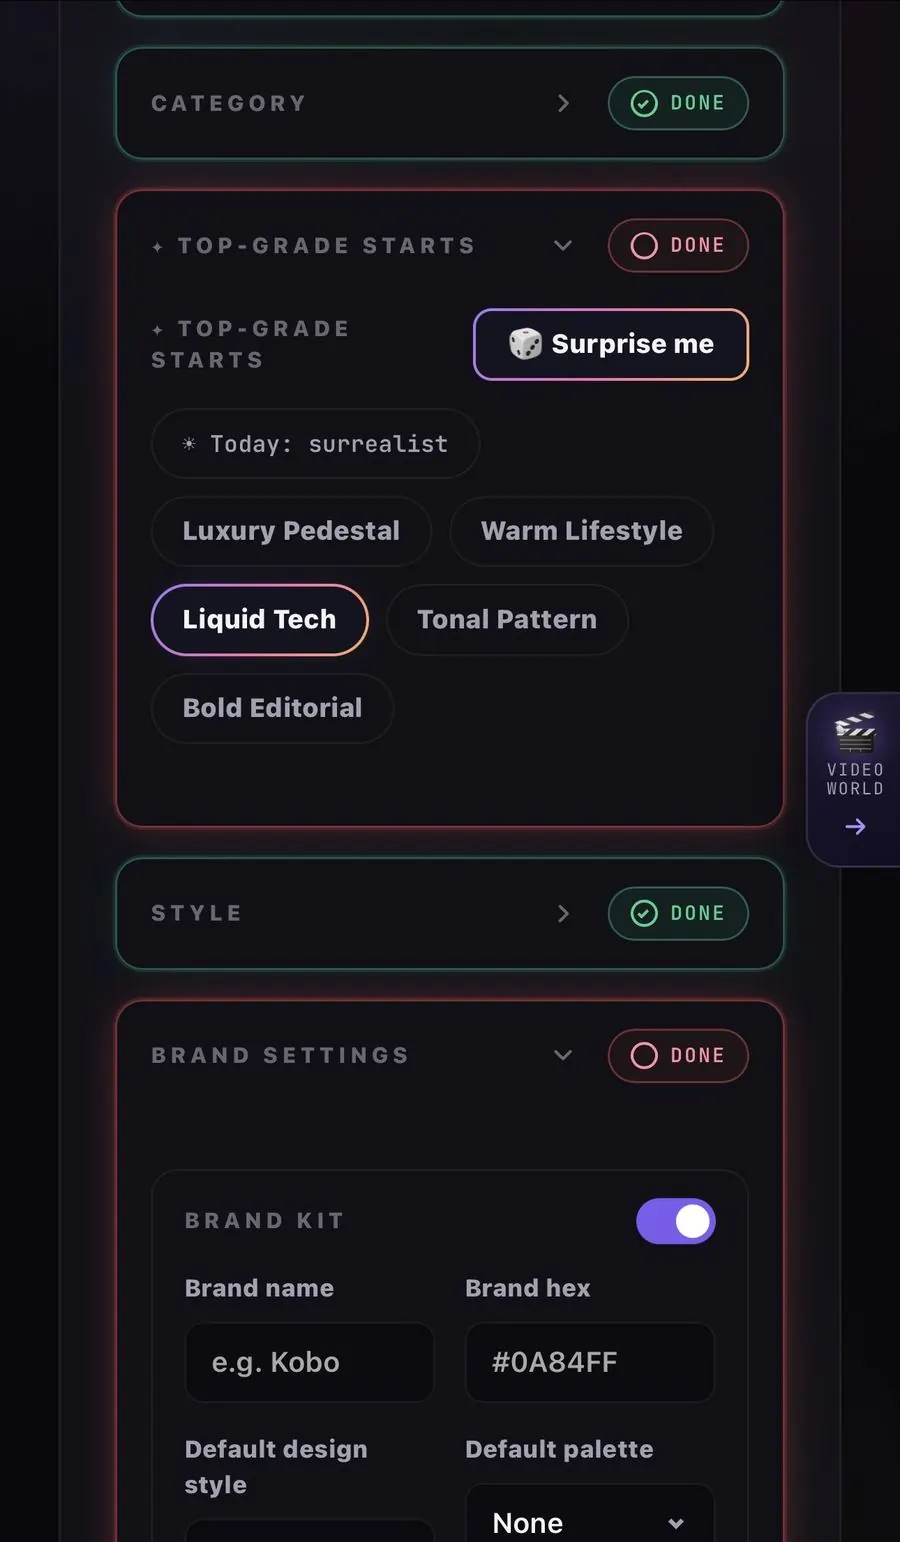 CATEGORY
DONE
✦ TOP-GRADE STARTS
DONE
✦ TOP-GRADE
STARTS
🎲 Surprise me
☀ Today: surrealist
Luxury Pedestal
Warm Lifestyle
Liquid Tech
Tonal Pattern
Bold Editorial
VIDEO
WORLD
→
STYLE
DONE
BRAND SETTINGS
DONE
BRAND KIT
Brand name
Brand hex
e.g. Kobo
#0A84FF
Default design
style
Default palette
None